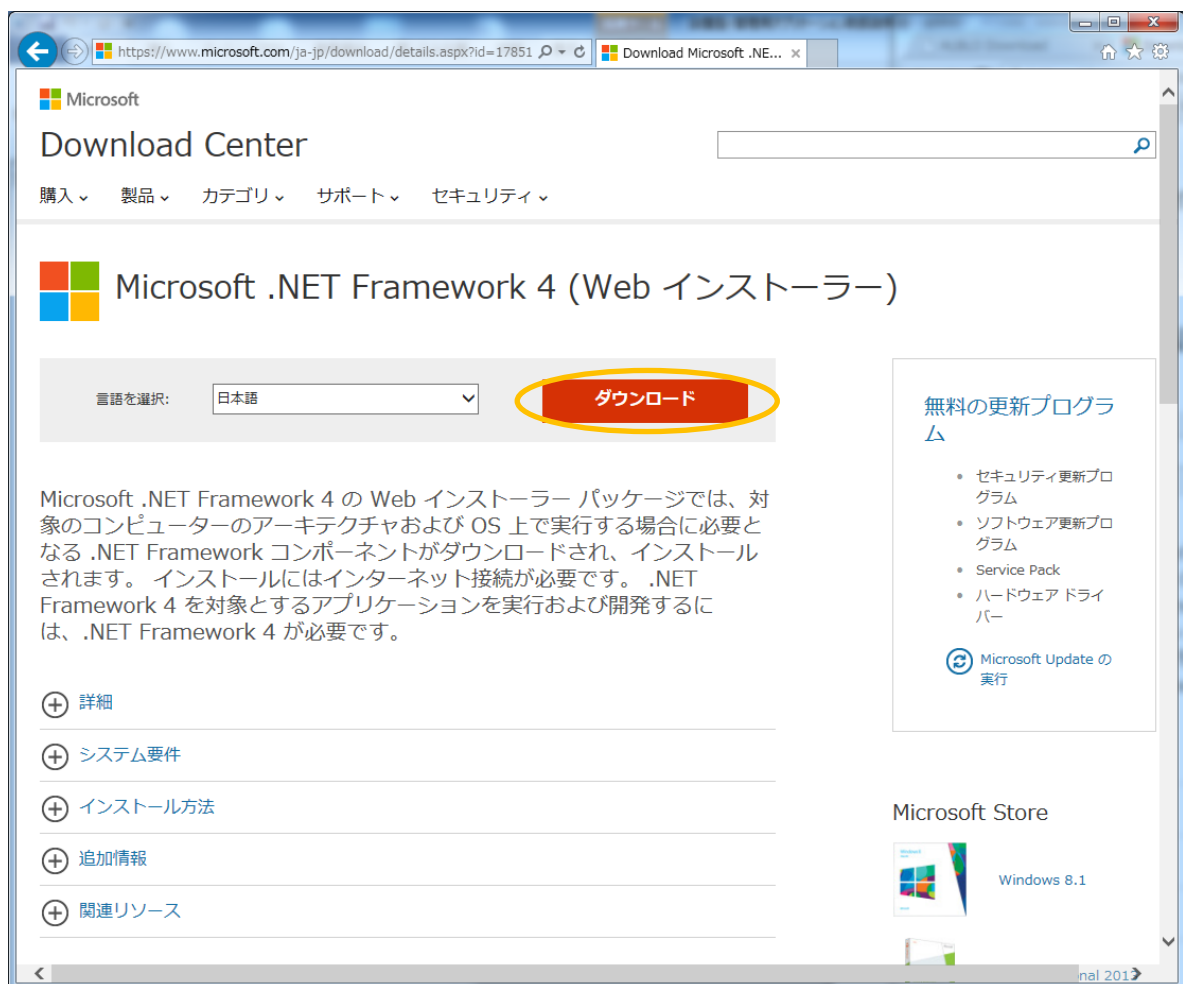 https://www.microsoft.com/ja-jp/download/details.aspx?id=17851
Download Microsoft .NE...
Microsoft
Download Center
購入 製品 カテゴリ サポート セキュリティ
Microsoft .NET Framework 4 (Web インストーラー)
言語を選択: 日本語 ダウンロード
Microsoft .NET Framework 4 の Web インストーラー パッケージでは、対
象のコンピューターのアーキテクチャおよび OS 上で実行する場合に必要と
なる .NET Framework コンポーネントがダウンロードされ、インストール
されます。 インストールにはインターネット接続が必要です。 .NET
Framework 4 を対象とするアプリケーションを実行および開発するに
は、.NET Framework 4 が必要です。
詳細
システム要件
インストール方法
追加情報
関連リソース
無料の更新プログラ
ム
• セキュリティ更新プロ
グラム
• ソフトウェア更新プロ
グラム
• Service Pack
• ハードウェア ドライ
バー
Microsoft Update の
実行
Microsoft Store
Windows 8.1
nal 201